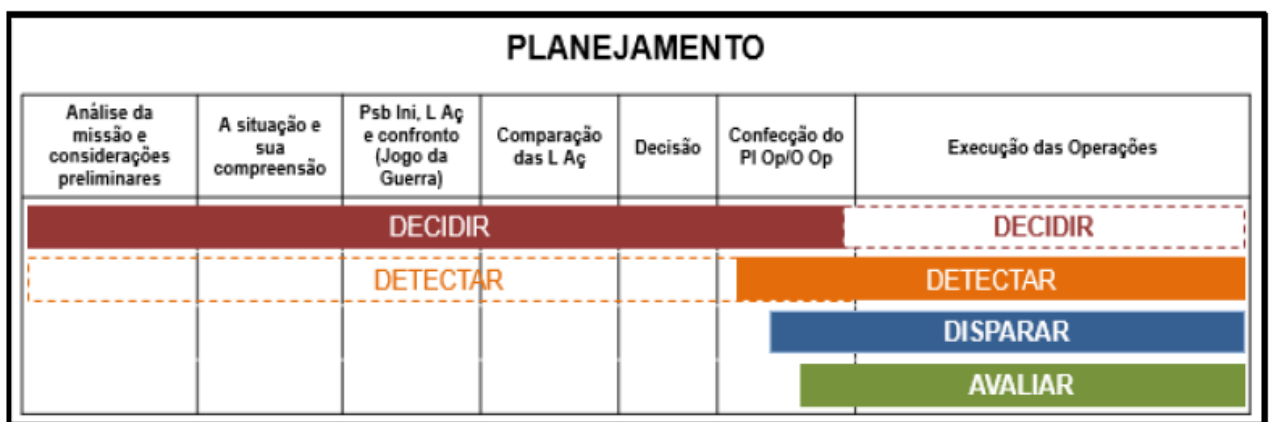 PLANEJAMENTO
Análise da
missão e
considerações
preliminares
A situação e
sua
compreensão
Psb Ini, L Aç
e confronto
(Jogo da
Guerra)
Comparação
das L Aç
Decisão
Confecção do
Pl Op/O Op
Execução das Operações
DECIDIR
DECIDIR
DETECTAR
DETECTAR
DISPARAR
AVALIAR